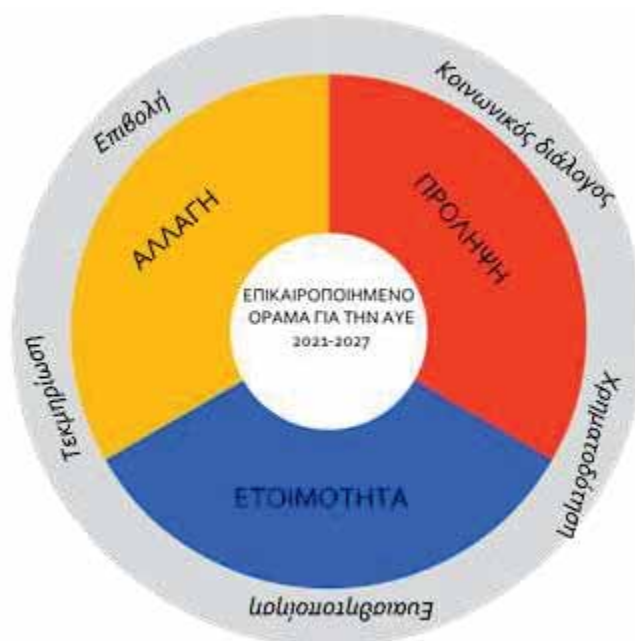 Επιβολή
Κοινωνικός διάλογος
ΑΛΛΑΓΗ
ΠΡΟΛΗΨΗ
ΕΠΙΚΑΙΡΟΠΟΙΗΜΕΝΟ
ΟΡΑΜΑ ΓΙΑ ΤΗΝ ΑΥΕ
2021-2027
Τεκμηρίωση
Χρηματοδότηση
ΕΤΟΙΜΟΤΗΤΑ
Ευαισθητοποίηση